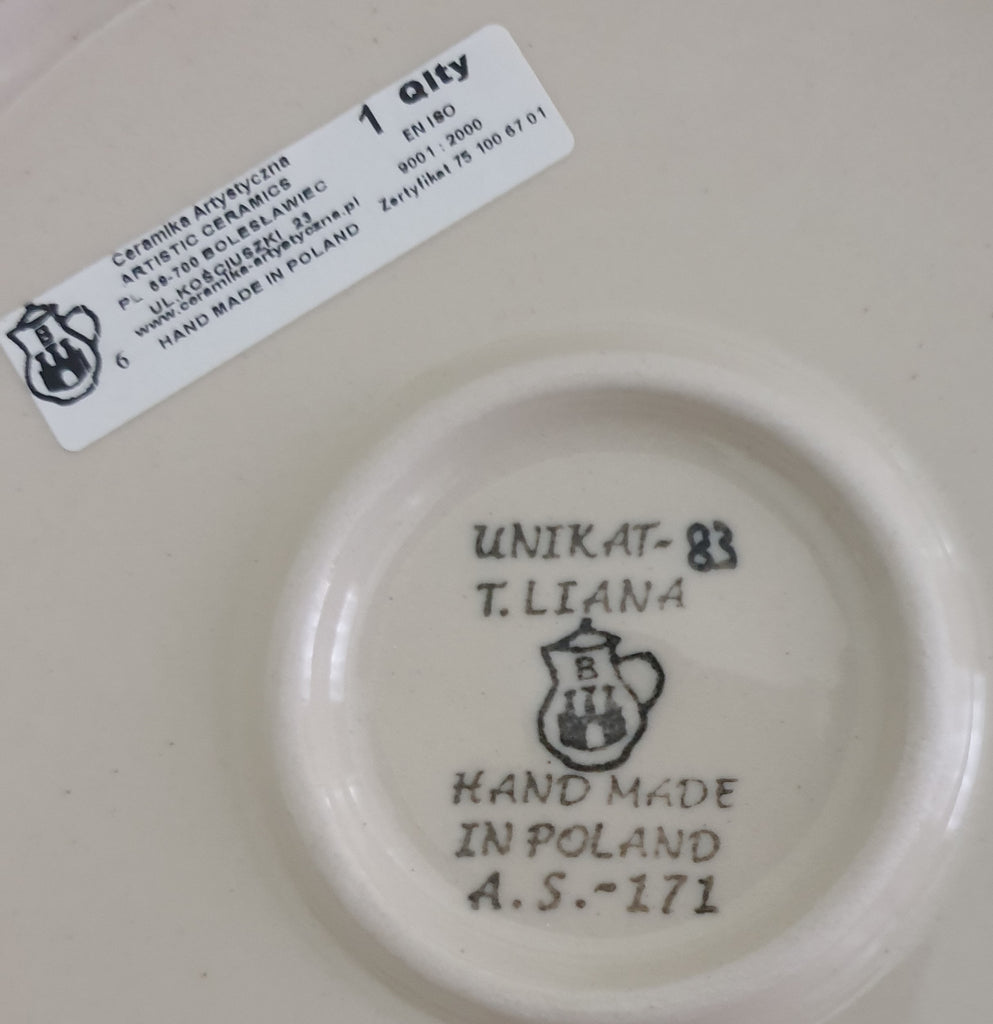 1 Qlty
EN ISO
9001 : 2000
Zertyfikat 75 100 67 01
Ceramika Artystyczna
ARTISTIC CERAMICS
PL 59-700 BOLESŁAWIEC
UL.KOŚCIUSZKI 23
www.ceramika-artystyczna.pl
HAND MADE IN POLAND
B
6
UNIKAT-83
T. LIANA
B
HAND MADE
IN POLAND
A.S.-171